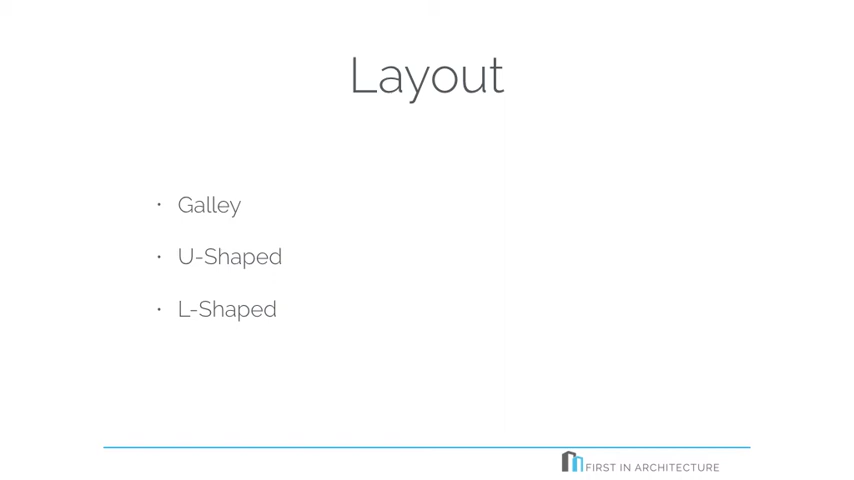 Layout
• Galley
• U-Shaped
• L-Shaped
FIRST IN ARCHITECTURE